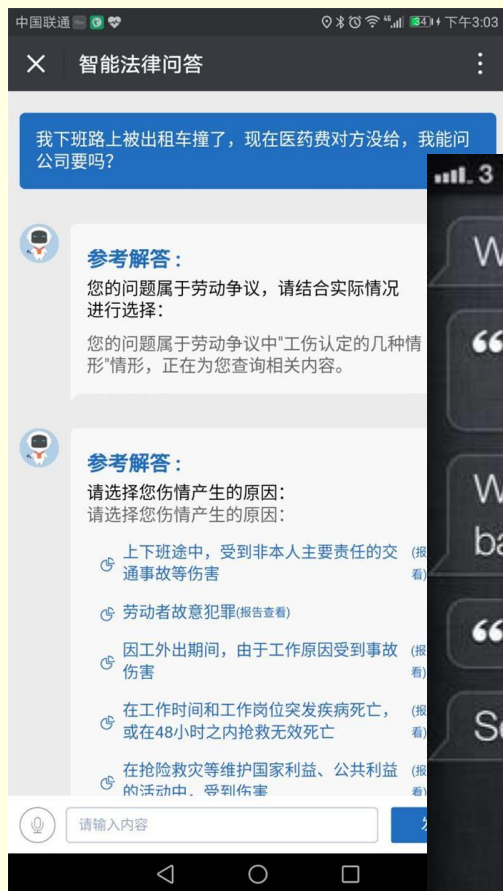 中国联通
34
下午3:03
智能法律问答
我下班路上被出租车撞了，现在医药费对方没给，我能问
公司要吗？
参考解答：
您的问题属于劳动争议，请结合实际情况
进行选择：
您的问题属于劳动争议中"工伤认定的几种情
形"情形，正在为您查询相关内容。
参考解答：
请选择您伤情产生的原因：
请选择您伤情产生的原因：
上下班途中，受到非本人主要责任的交
通事故等伤害
劳动者故意犯罪(报告查看)
因工外出期间，由于工作原因受到事故
伤害
在工作时间和工作岗位突发疾病死亡，
或在48小时之内抢救无效死亡
在抢险救灾等维护国家利益、公共利益
的活动中，受到伤害
请输入内容
3